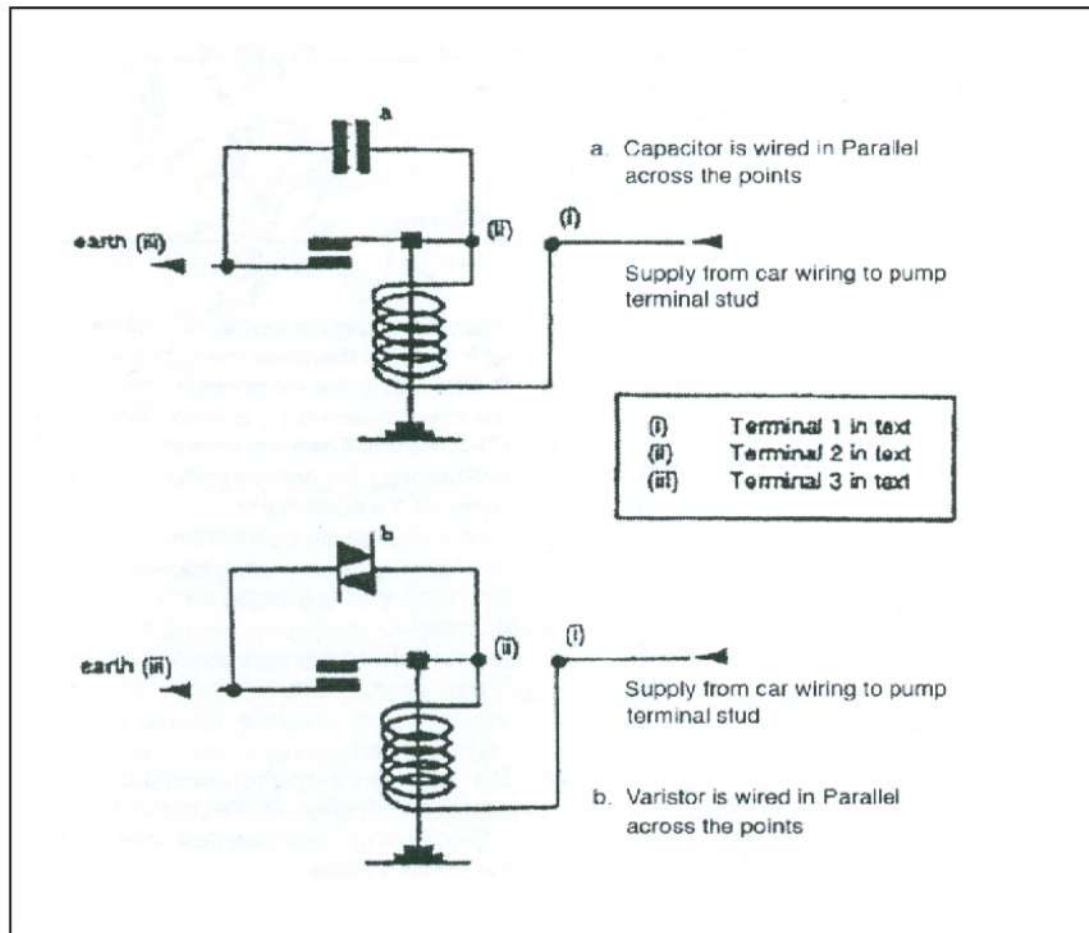 a
a. Capacitor is wired in Parallel
across the points
earth (iii)
(ii)
(i)
Supply from car wiring to pump
terminal stud
(i) Terminal 1 in text
(ii) Terminal 2 in text
(iii) Terminal 3 in text
b
earth (iii)
(ii)
(i)
Supply from car wiring to pump
terminal stud
b. Varistor is wired in Parallel
across the points